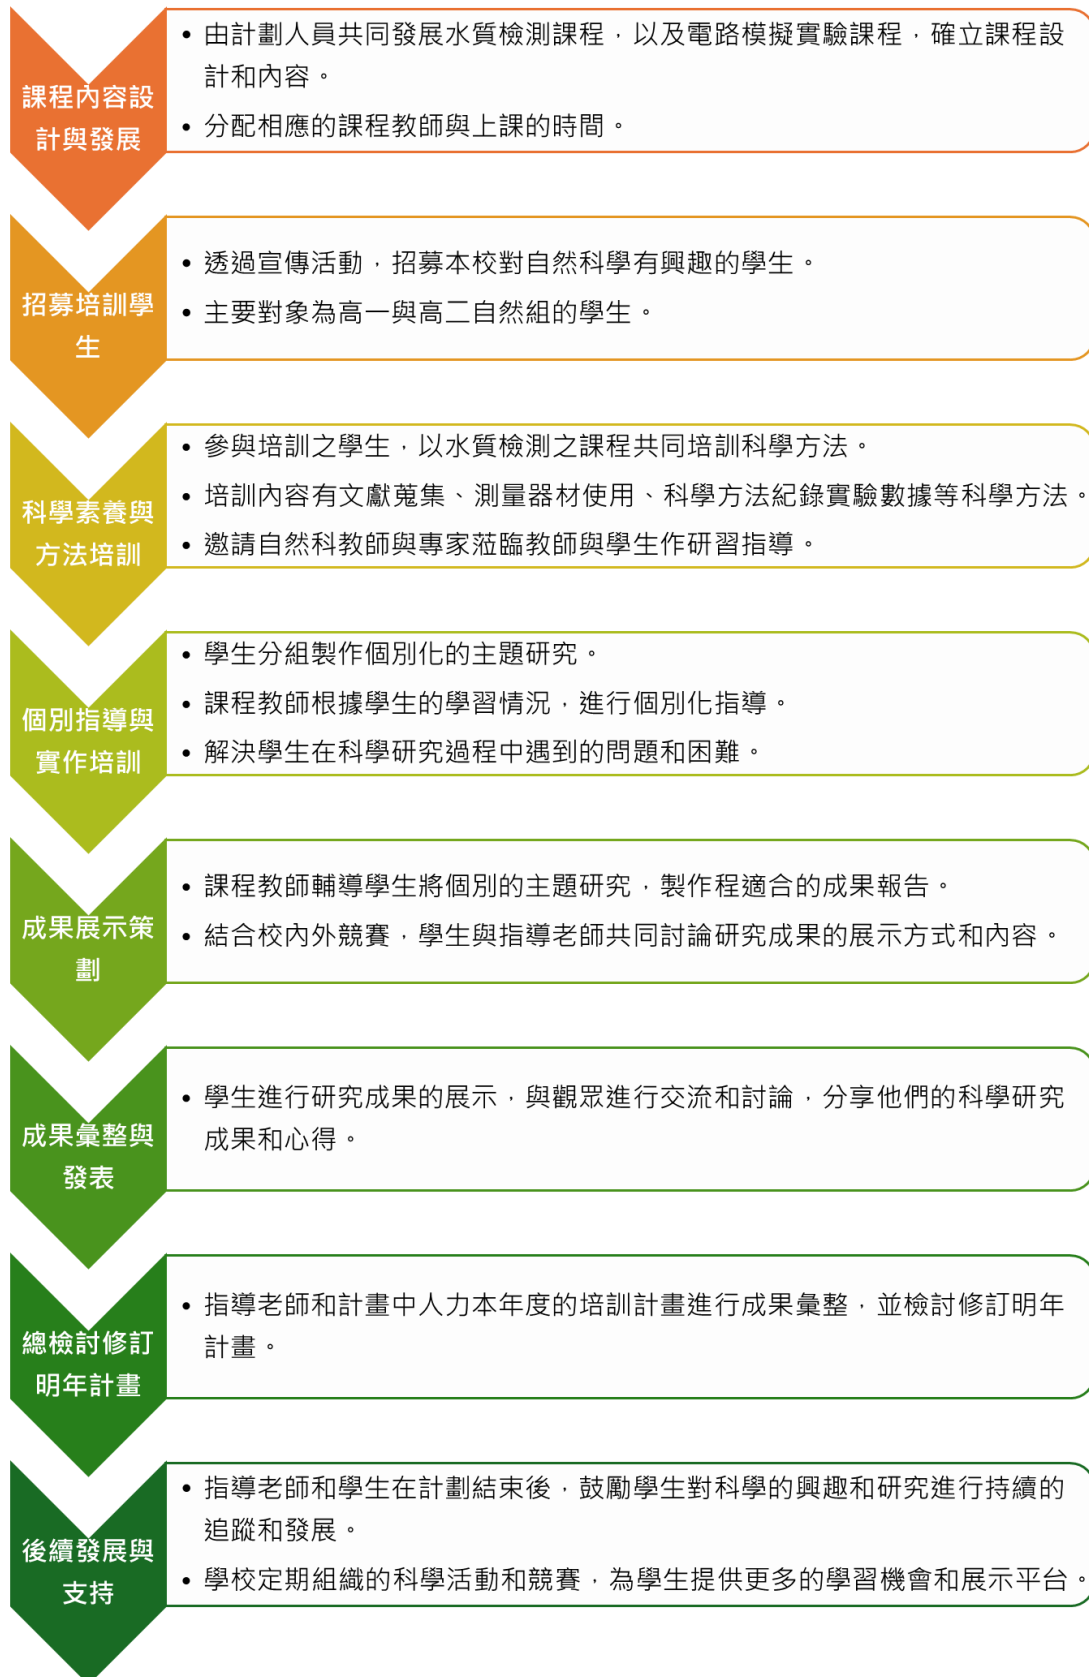 課程內容設
計與發展
• 由計劃人員共同發展水質檢測課程，以及電路模擬實驗課程，確立課程設
計和內容。
• 分配相應的課程教師與上課的時間。
招募培訓學
生
• 透過宣傳活動，招募本校對自然科學有興趣的學生。
• 主要對象為高一與高二自然組的學生。
科學素養與
方法培訓
• 參與培訓之學生，以水質檢測之課程共同培訓科學方法。
• 培訓內容有文獻蒐集、測量器材使用、科學方法紀錄實驗數據等科學方法。
• 邀請自然科教師與專家蒞臨教師與學生作研習指導。
個別指導與
實作培訓
• 學生分組製作個別化的主題研究。
• 課程教師根據學生的學習情況，進行個別化指導。
• 解決學生在科學研究過程中遇到的問題和困難。
成果展示策
劃
• 課程教師輔導學生將個別的主題研究，製作程適合的成果報告。
• 結合校內外競賽，學生與指導老師共同討論研究成果的展示方式和內容。
成果彙整與
發表
• 學生進行研究成果的展示，與觀眾進行交流和討論，分享他們的科學研究
成果和心得。
總檢討修訂
明年計畫
• 指導老師和計畫中人力本年度的培訓計畫進行成果彙整，並檢討修訂明年
計畫。
後續發展與
支持
• 指導老師和學生在計劃結束後，鼓勵學生對科學的興趣和研究進行持續的
追蹤和發展。
• 學校定期組織的科學活動和競賽，為學生提供更多的學習機會和展示平台。